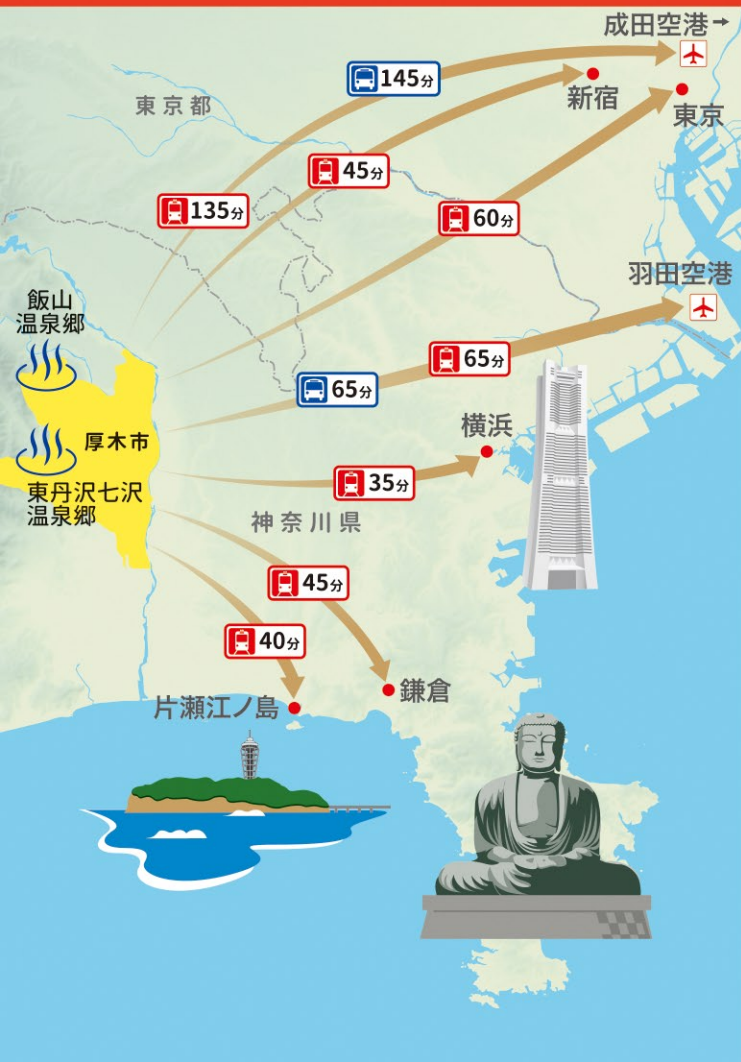 成田空港→
145分
新宿
東京都
東京
45分
135分
60分
羽田空港
飯山
温泉郷
65分
65分
横浜
厚木市
35分
東丹沢七沢
温泉郷
神奈川県
45分
40分
鎌倉
片瀬江ノ島